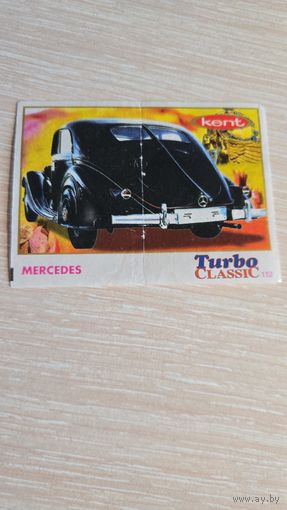 kent
MERCEDES
Turbo
CLASSIC 112
www.ay.by